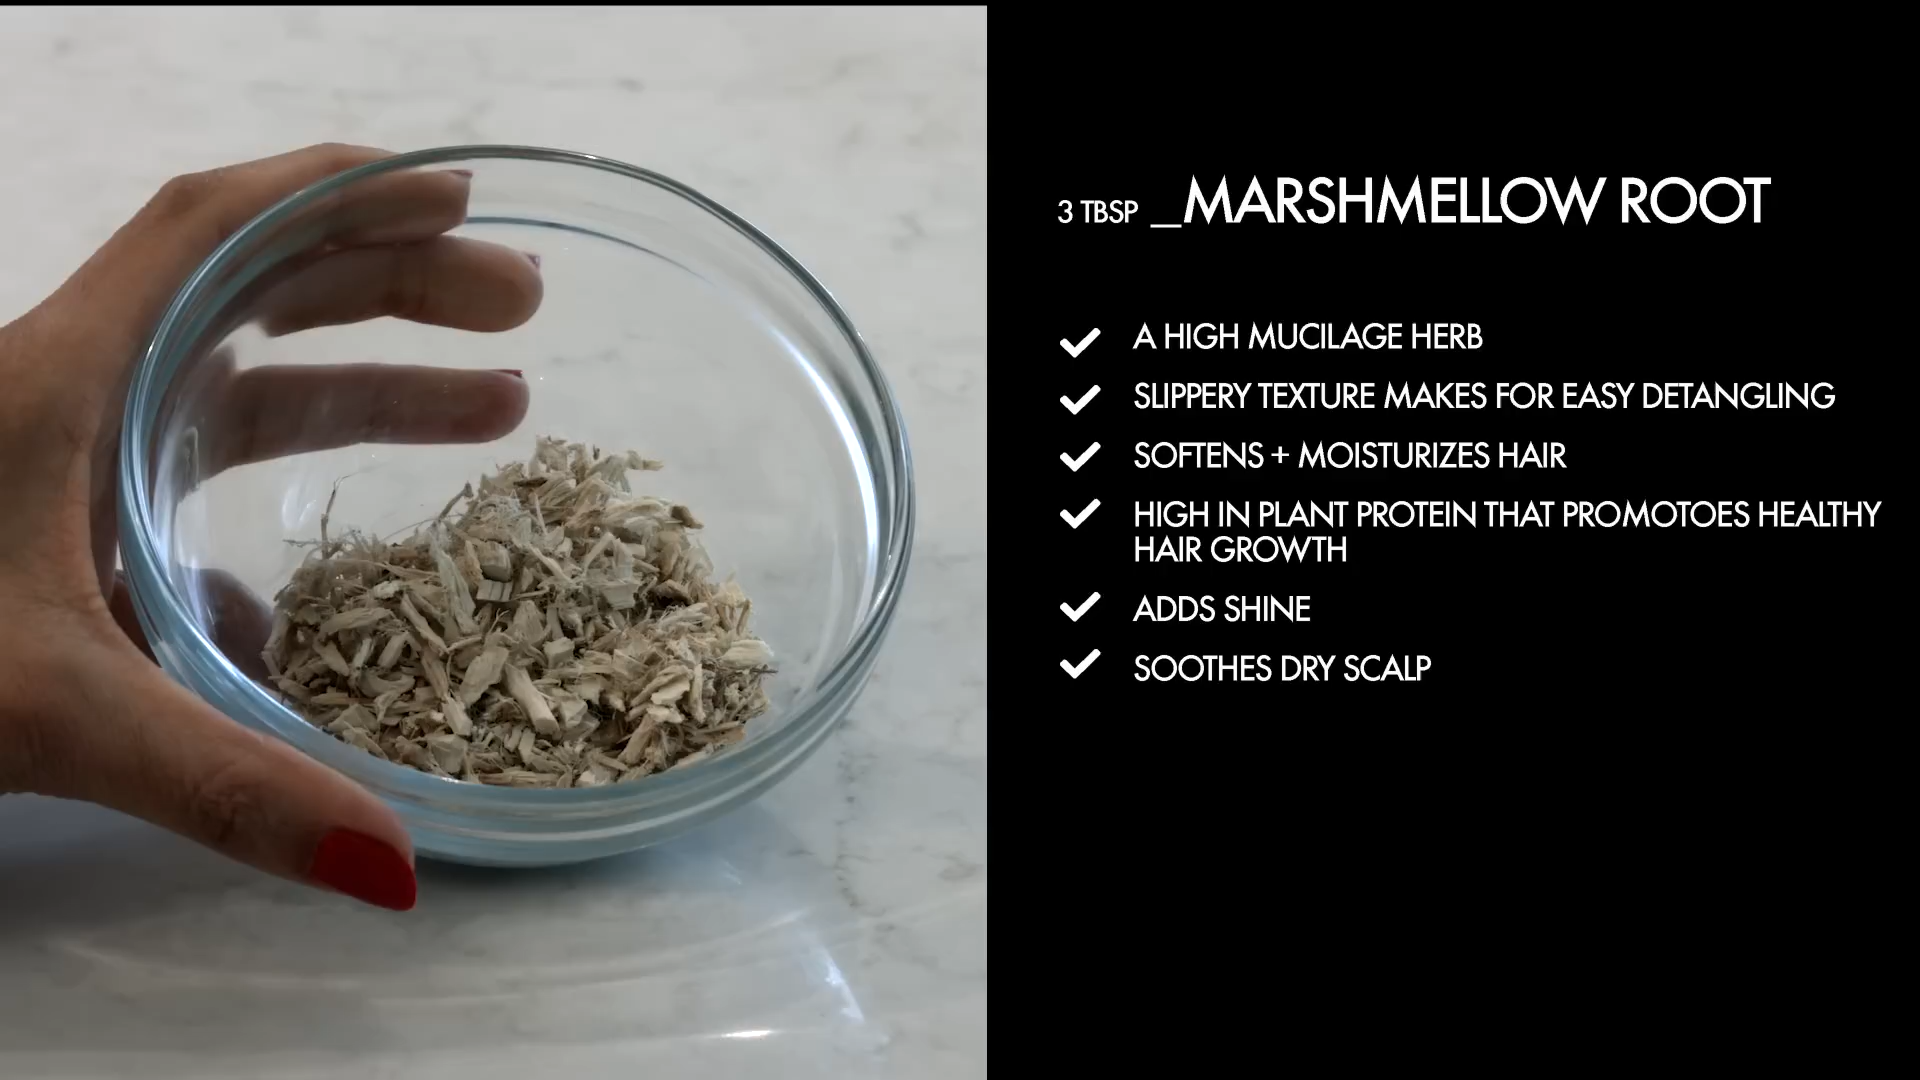 3 TBSP _MARSHMELLOW ROOT
A HIGH MUCILAGE HERB
SLIPPERY TEXTURE MAKES FOR EASY DETANGLING
SOFTENS + MOISTURIZES HAIR
HIGH IN PLANT PROTEIN THAT PROMOTOES HEALTHY
HAIR GROWTH
ADDS SHINE
SOOTHES DRY SCALP